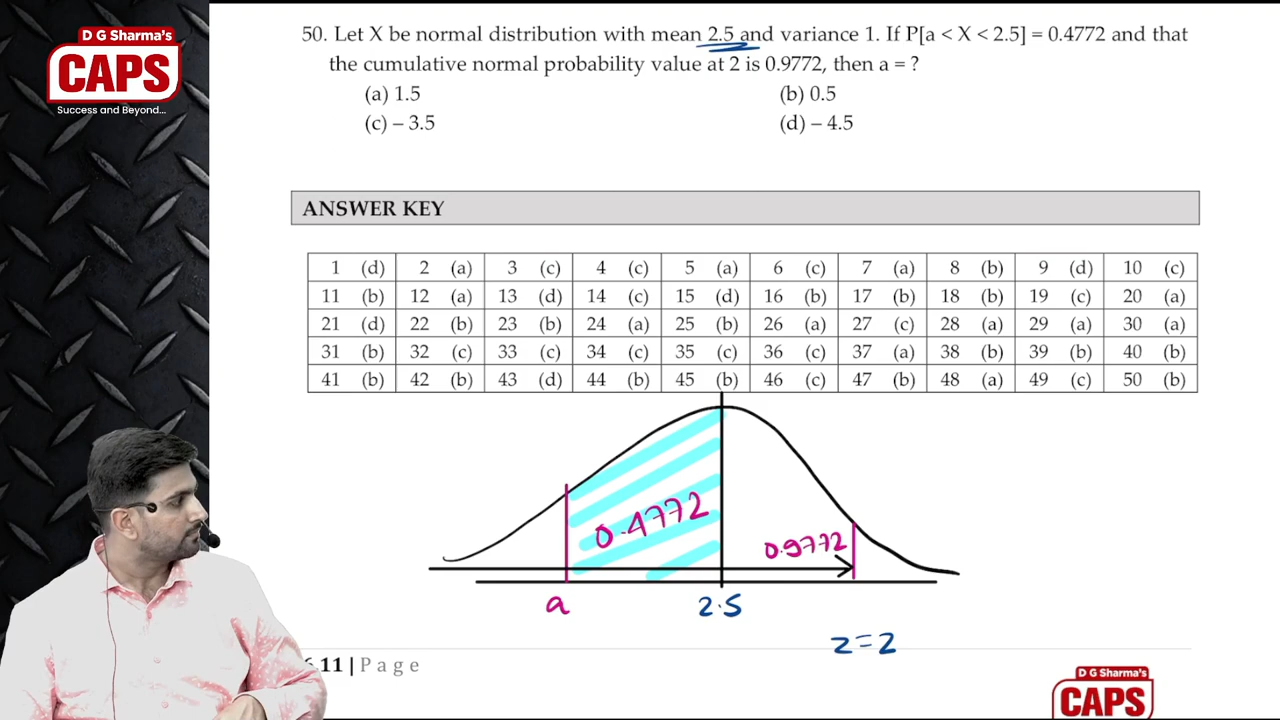 D G Sharma's
CAPS
Success and Beyond...
50. Let X be normal distribution with mean 2.5 and variance 1. If P[a < X < 2.5] = 0.4772 and that
the cumulative normal probability value at 2 is 0.9772, then a = ?
(a) 1.5 (b) 0.5
(c) – 3.5 (d) – 4.5
ANSWER KEY
1 (d) 2 (a) 3 (c) 4 (c) 5 (a) 6 (c) 7 (a) 8 (b) 9 (d) 10 (c)
11 (b) 12 (a) 13 (d) 14 (c) 15 (d) 16 (b) 17 (b) 18 (b) 19 (c) 20 (a)
21 (d) 22 (b) 23 (b) 24 (a) 25 (b) 26 (a) 27 (c) 28 (a) 29 (a) 30 (a)
31 (b) 32 (c) 33 (c) 34 (c) 35 (c) 36 (c) 37 (a) 38 (b) 39 (b) 40 (b)
41 (b) 42 (b) 43 (d) 44 (b) 45 (b) 46 (c) 47 (b) 48 (a) 49 (c) 50 (b)
0.4772
0.9772
a 2.5
z=2
11 | Page
D G Sharma's
CAPS